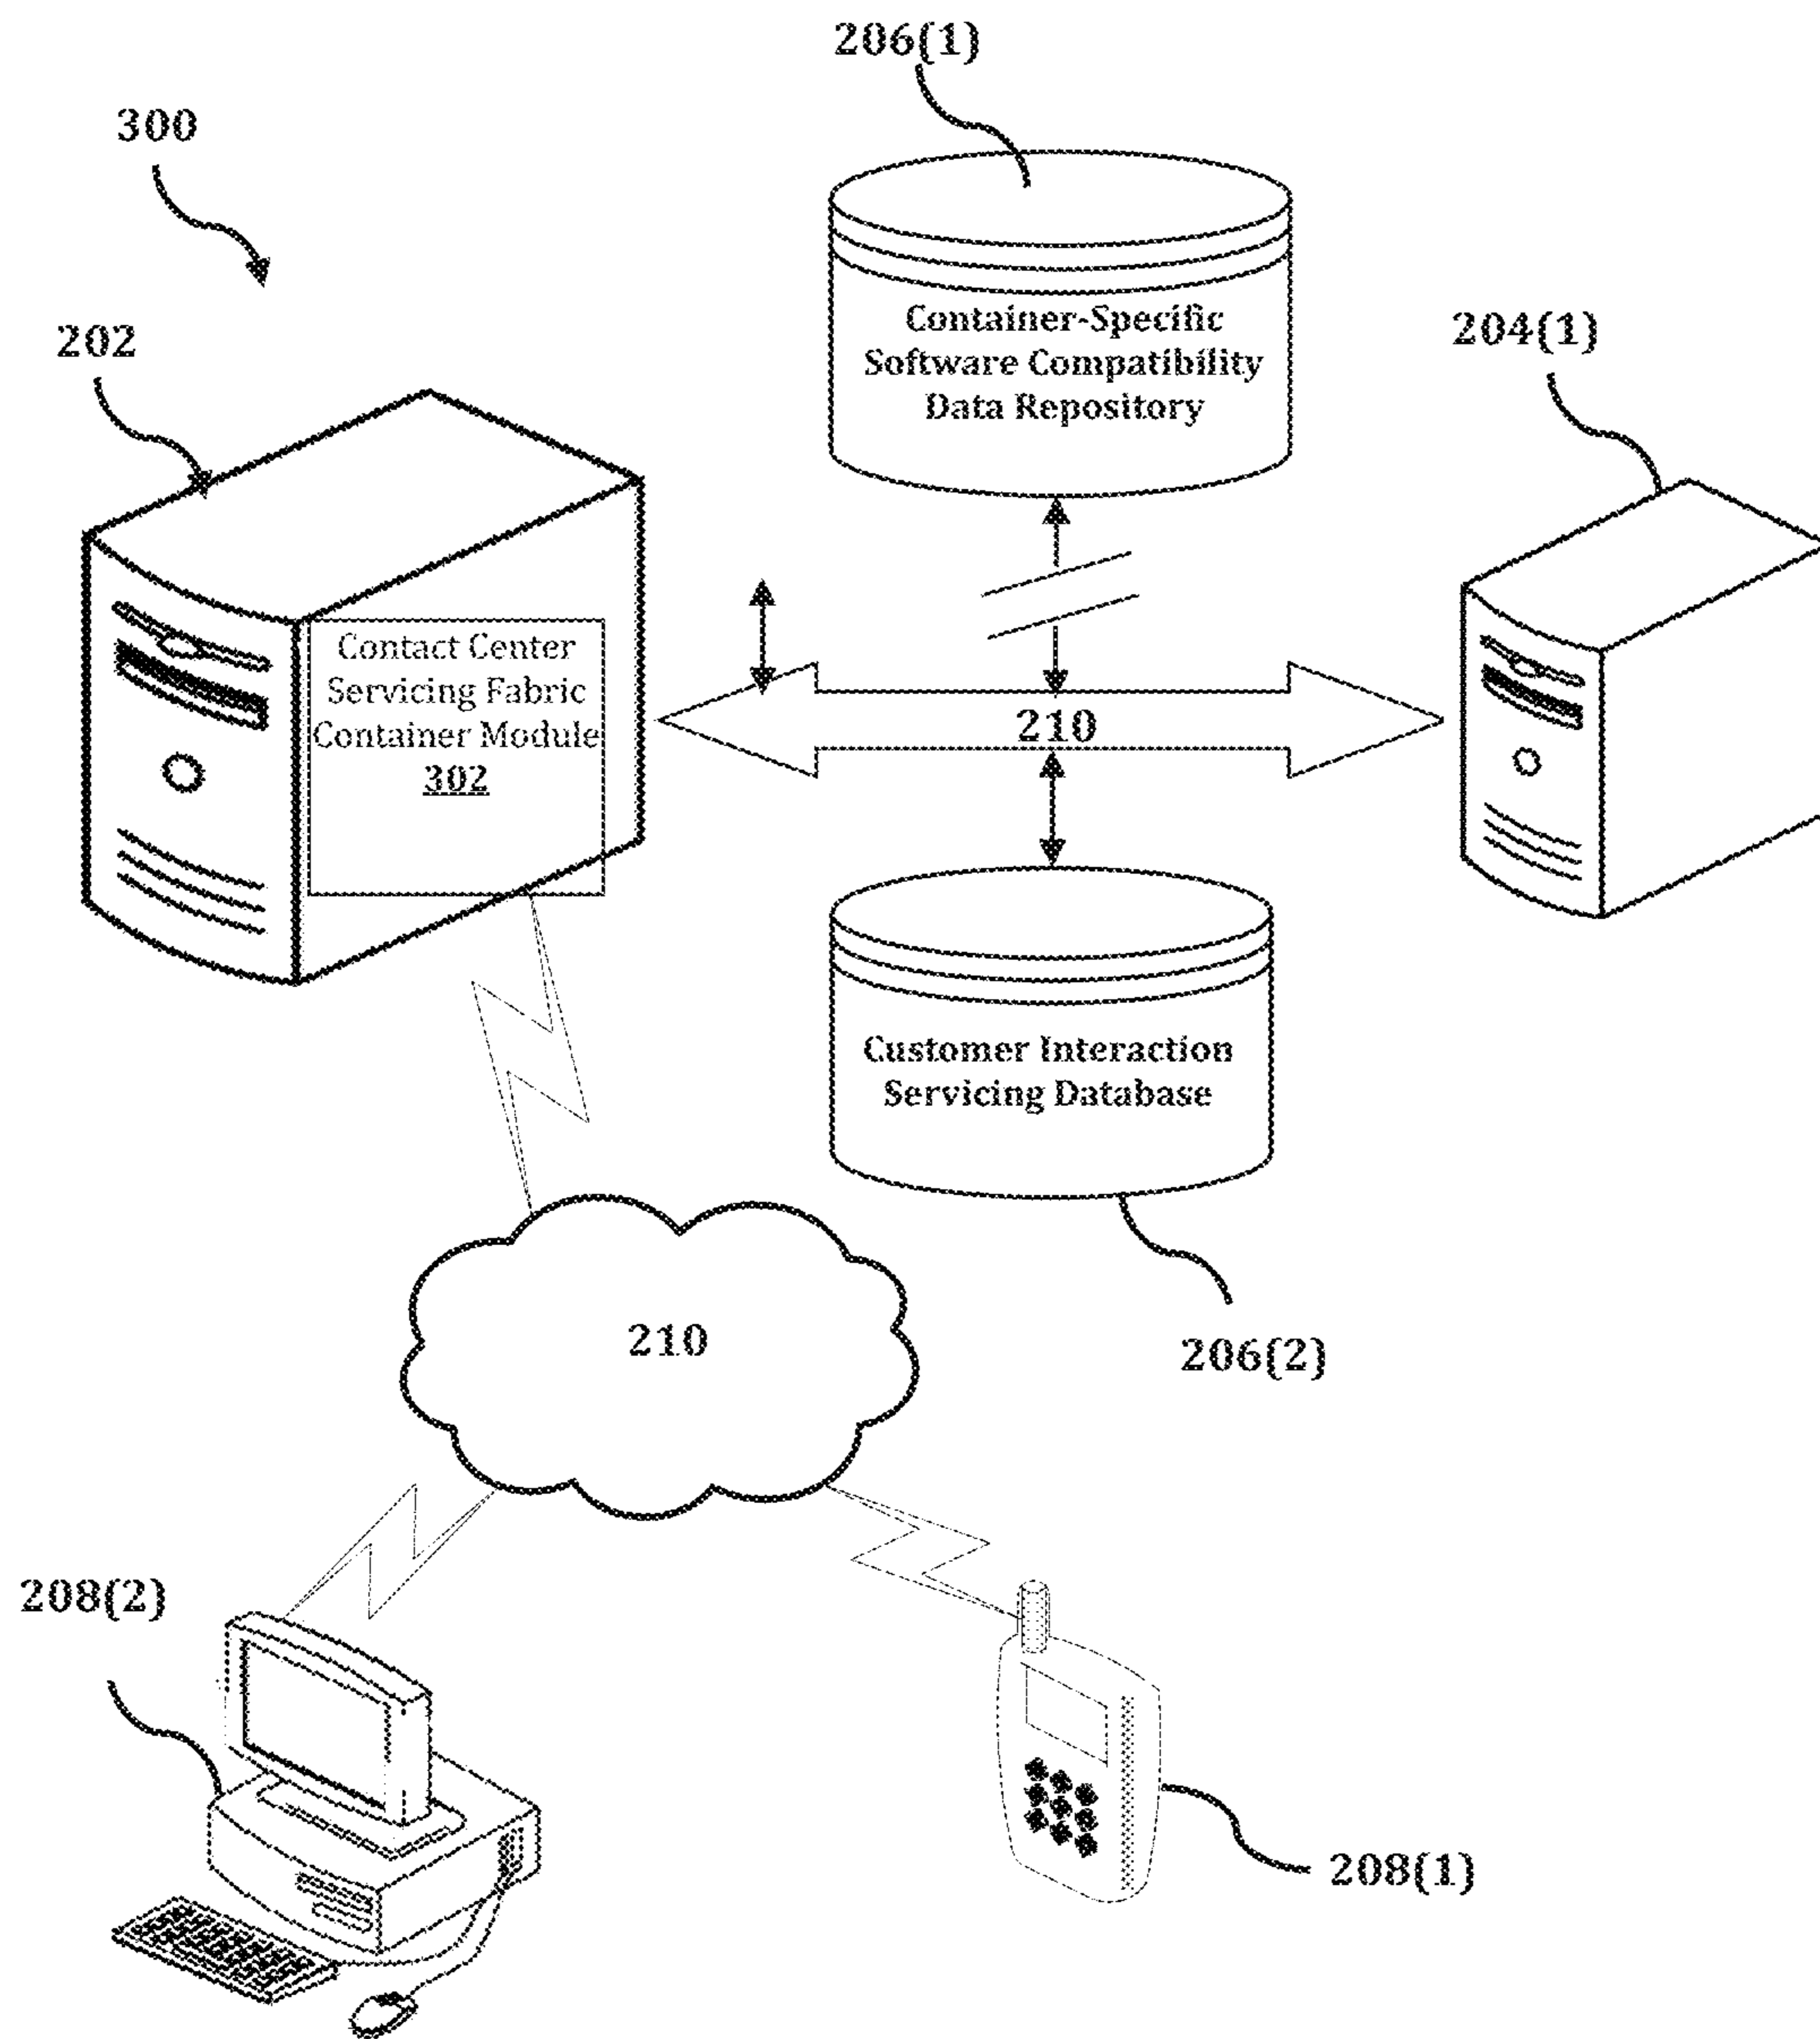 206(1)
300
Container-Specific
Software Compatibility
Data Repository
204(1)
202
Contact Center
Servicing Fabric
Container Module
302
210
Customer Interaction
Servicing Database
206(2)
210
208(2)
208(1)